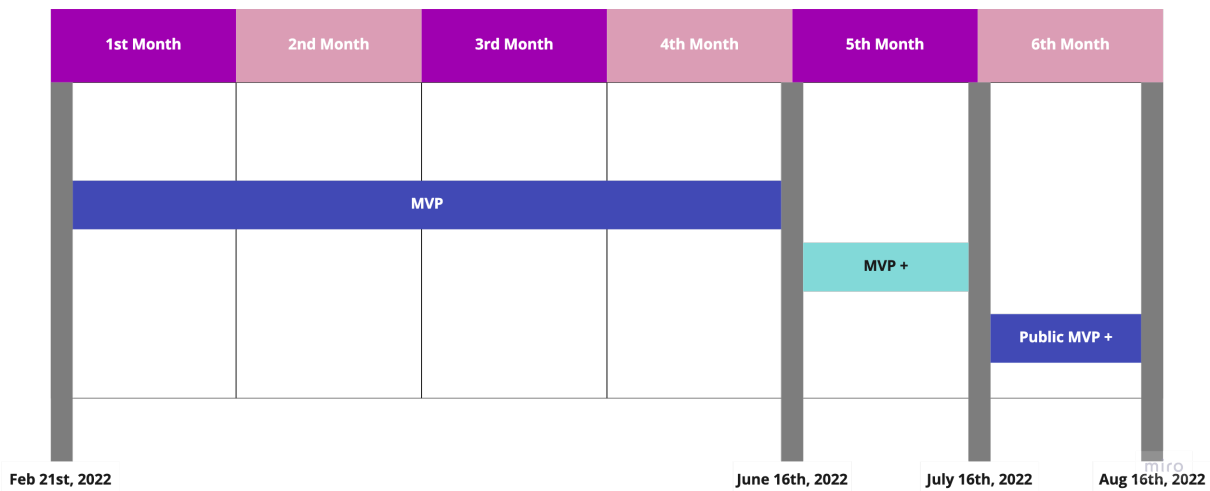 1st Month
2nd Month
3rd Month
4th Month
5th Month
6th Month
MVP
MVP +
Public MVP +
Feb 21st, 2022
June 16th, 2022
July 16th, 2022
Aug 16th, 2022
miro